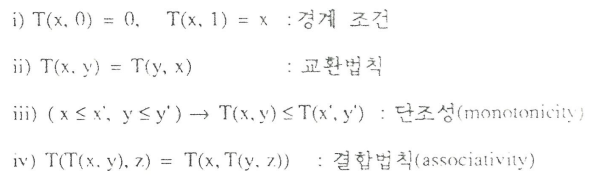 i) T(x, 0) = 0, T(x, 1) = x : 경계 조건
ii) T(x, y) = T(y, x) : 교환법칙
iii) ( x ≤ x', y ≤ y' ) → T(x, y) ≤ T(x', y') : 단조성(monotonicity)
iv) T(T(x, y), z) = T(x, T(y, z)) : 결합법칙(associativity)